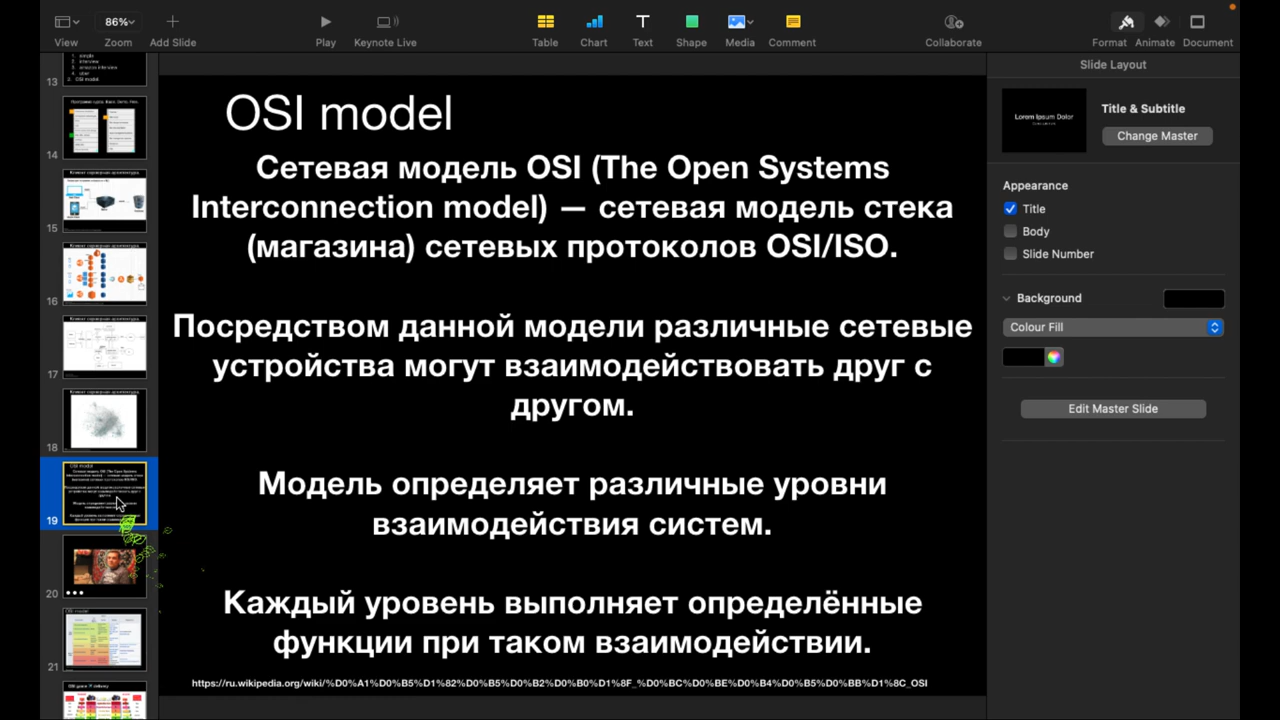 View
86%
Zoom
Add Slide
Play
Keynote Live
Table
Chart
Text
Shape
Media
Comment
Collaborate
Format
Animate
Document
13
14
15
16
17
18
19
20
21
OSI model
Сетевая модель OSI (The Open Systems
Interconnection model) — сетевая модель стека
(магазина) сетевых протоколов OSI/ISO.
Посредством данной модели различные сетевые
устройства могут взаимодействовать друг с
другом.
Модель определяет различные уровни
взаимодействия систем.
Каждый уровень выполняет определённые
функции при таком взаимодействии.
https://ru.wikipedia.org/wiki/%D0%A1%D0%B5%D1%82%D0%B5%D0%B2%D0%B0%D1%8F_%D0%BC%D0%BE%D0%B4%D0%B5%D0%BB%D1%8C_OSI
Slide Layout
Lorem Ipsum Dolor
Title & Subtitle
Change Master
Appearance
Title
Body
Slide Number
Background
Colour Fill
Edit Master Slide